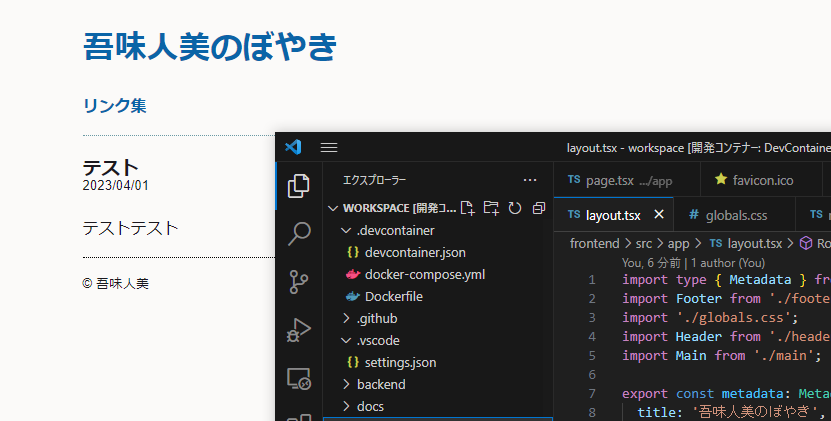 吾味人美のぼやき
リンク集
テスト
2023/04/01
テストテスト
© 吾味人美
layout.tsx - workspace [開発コンテナー: DevContaine
エクスプローラー
WORKSPACE [開発コ...
.devcontainer
devcontainer.json
docker-compose.yml
Dockerfile
.github
.vscode
settings.json
backend
docs
TS page.tsx .../app
favicon.ico
TS layout.tsx
# globals.css
TS
frontend > src > app > TS layout.tsx > Ro
You, 6 分前 | 1 author (You)
1 import type { Metadata } fro
2 import Footer from './foote
3 import './globals.css';
4 import Header from './heade
5 import Main from './main';
6
7 export const metadata: Meta
8 title: '吾味人美のぼやき',